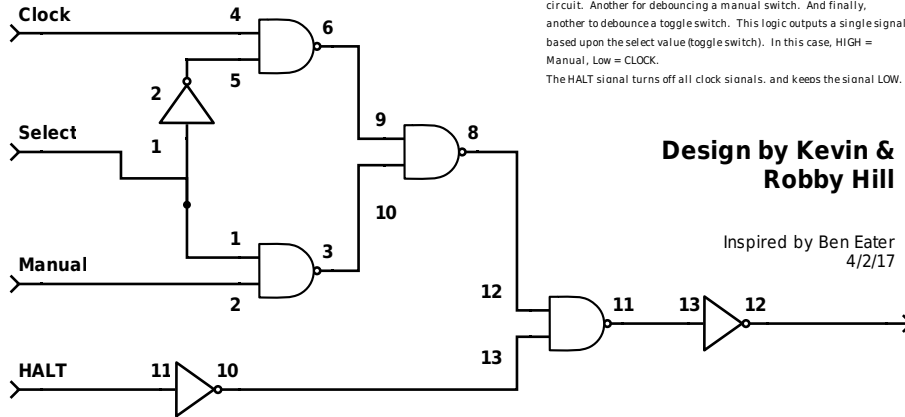 circuit. Another for debouncing a manual switch. And finally,
another to debounce a toggle switch. This logic outputs a single signal
based upon the select value (toggle switch). In this case, HIGH =
Manual, Low = CLOCK.
The HALT signal turns off all clock signals, and keeps the signal LOW.
Clock
4
6
5
2
Select
1
9
8
10
Design by Kevin &
Robby Hill
1
3
Manual
2
Inspired by Ben Eater
4/2/17
12
11
13
12
13
HALT
11
10